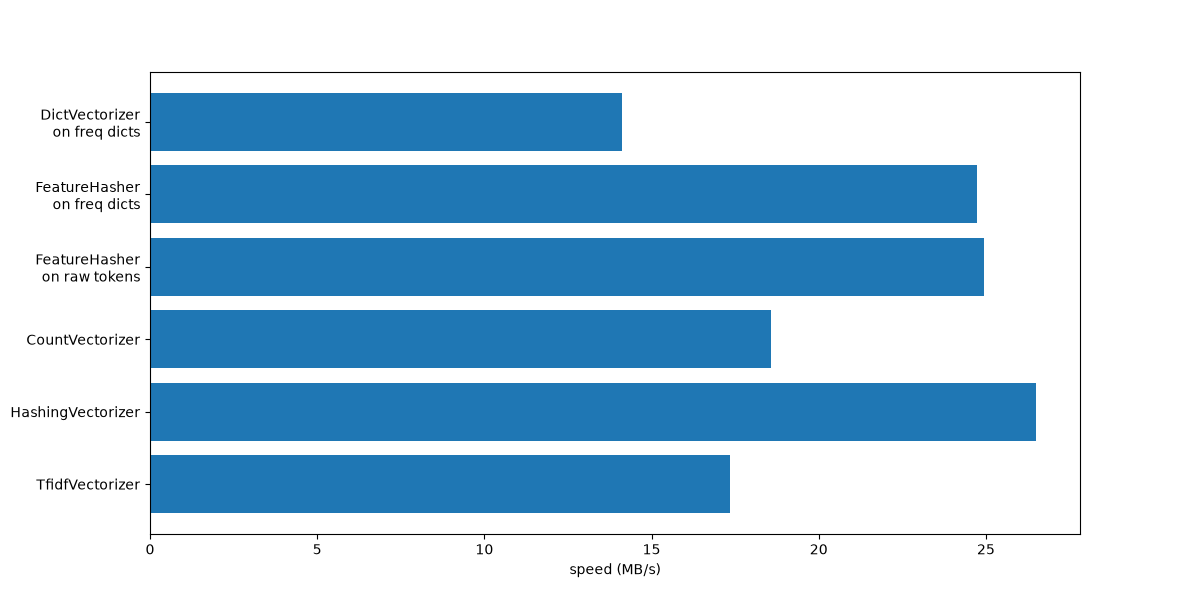 DictVectorizer
on freq dicts
FeatureHasher
on freq dicts
FeatureHasher
on raw tokens
CountVectorizer
HashingVectorizer
TfidfVectorizer
0 5 10 15 20 25
speed (MB/s)